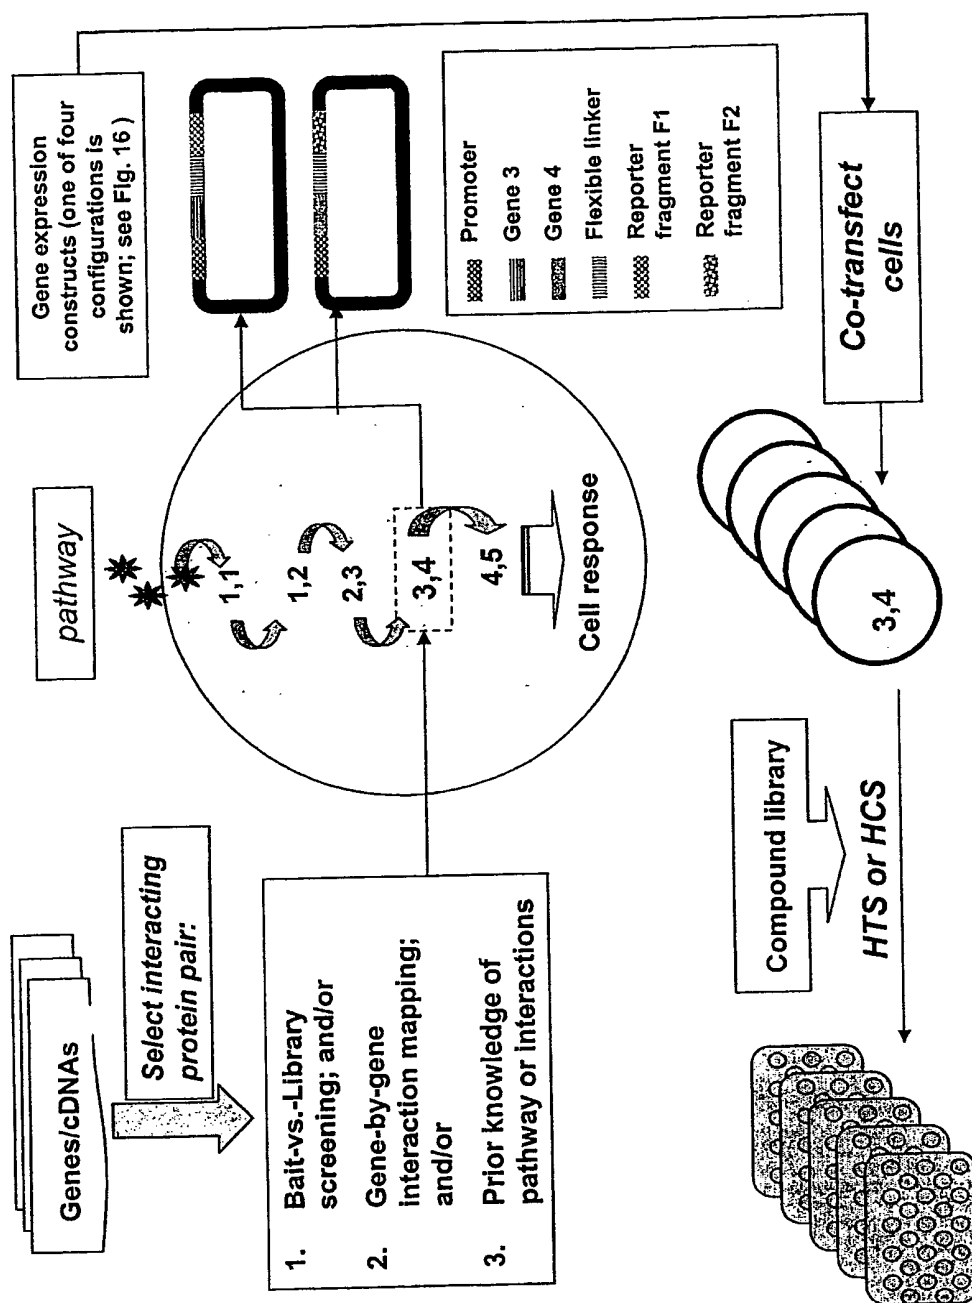 Genes/cDNAs
Select interacting
protein pair:
1. Bait-vs.-Library
screening; and/or
2. Gene-by-gene
interaction mapping;
and/or
3. Prior knowledge of
pathway or interactions
pathway
1,1
1,2
2,3
3,4
4,5
Cell response
Gene expression
constructs (one of four
configurations is
shown; see Fig. 16 )
Promoter
Gene 3
Gene 4
Flexible linker
Reporter
fragment F1
Reporter
fragment F2
Co-transfect
cells
3,4
Compound library
HTS or HCS